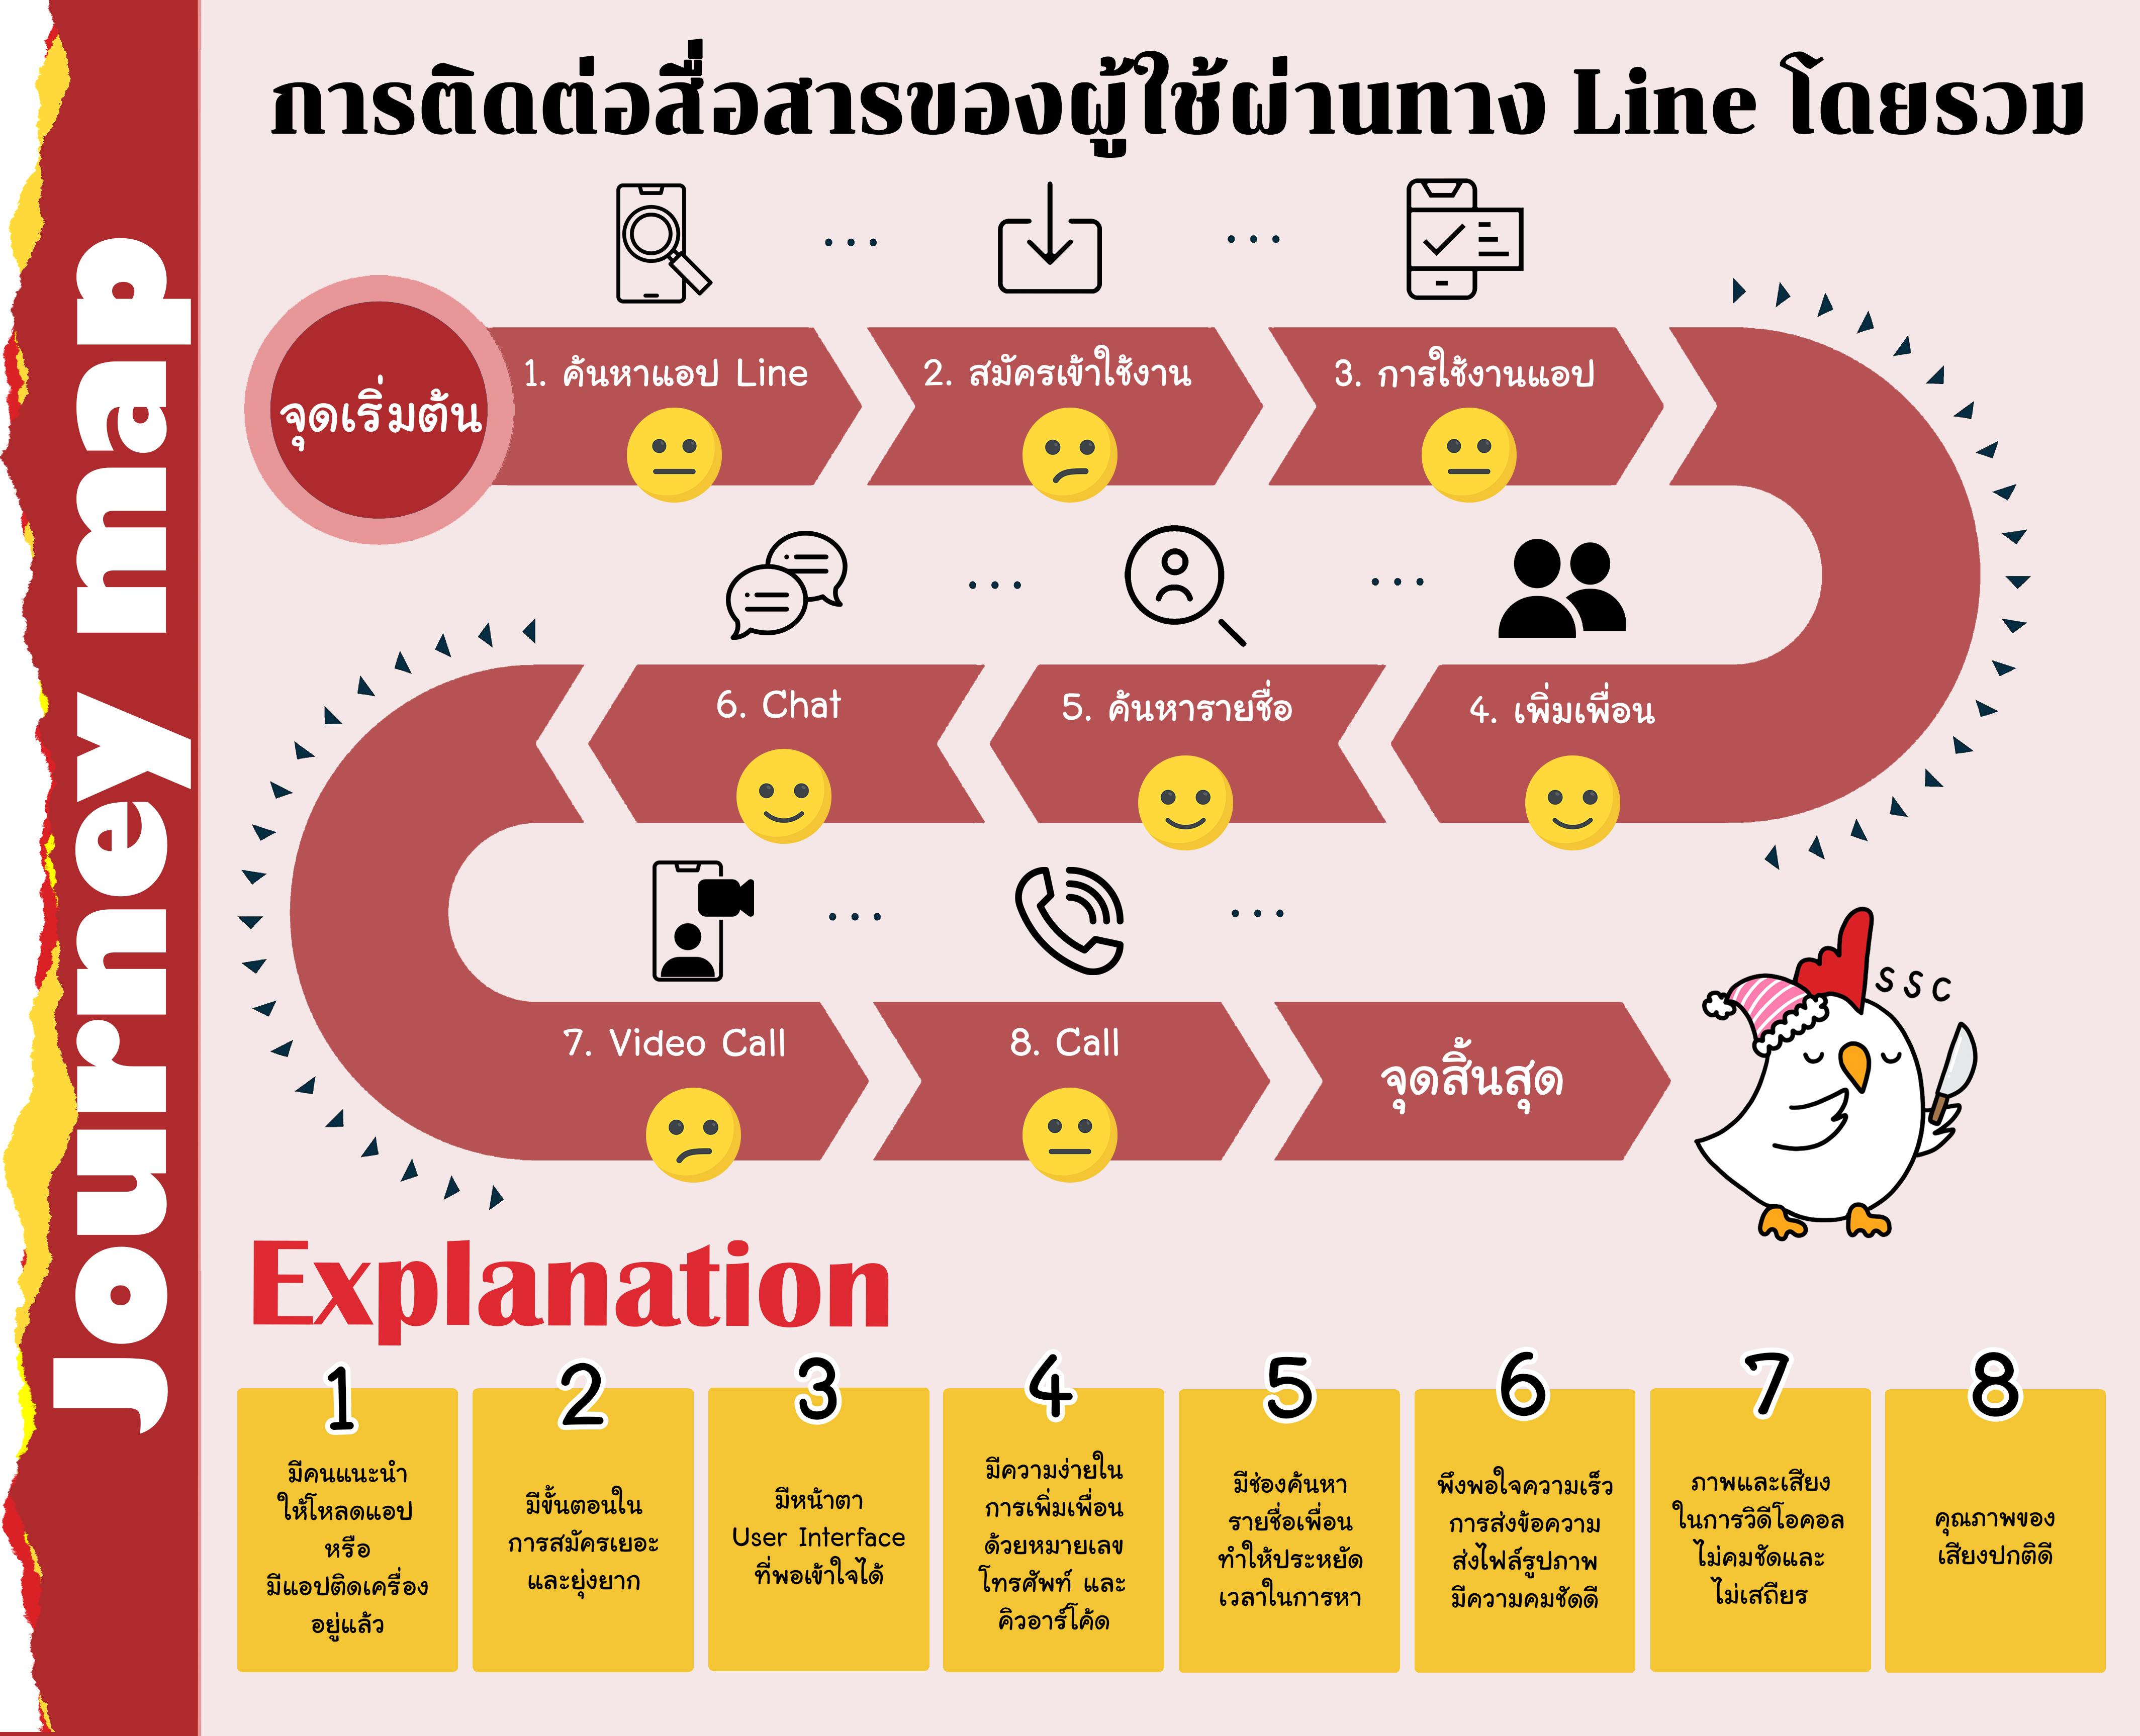 Journey map
การติดต่อสื่อสารของผู้ใช้ผ่านทาง Line โดยรวม
จุดเริ่มต้น
1. ค้นหาแอป Line
2. สมัครเข้าใช้งาน
3. การใช้งานแอป
4. เพิ่มเพื่อน
5. ค้นหารายชื่อ
6. Chat
7. Video Call
8. Call
จุดสิ้นสุด
SSC
Explanation
1
มีคนแนะนำ
ให้โหลดแอป
หรือ
มีแอปติดเครื่อง
อยู่แล้ว
2
มีขั้นตอนใน
การสมัครเยอะ
และยุ่งยาก
3
มีหน้าตา
User Interface
ที่พอเข้าใจได้
4
มีความง่ายใน
การเพิ่มเพื่อน
ด้วยหมายเลข
โทรศัพท์ และ
คิวอาร์โค้ด
5
มีช่องค้นหา
รายชื่อเพื่อน
ทำให้ประหยัด
เวลาในการหา
6
พึงพอใจความเร็ว
การส่งข้อความ
ส่งไฟล์รูปภาพ
มีความคมชัดดี
7
ภาพและเสียง
ในการวิดีโอคอล
ไม่คมชัดและ
ไม่เสถียร
8
คุณภาพของ
เสียงปกติดี